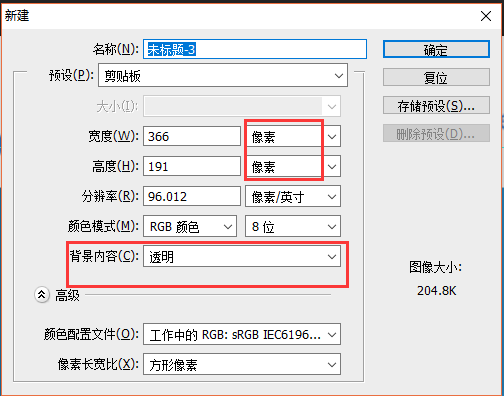 新建
名称(N): 未标题-3
确定
预设(P): 剪贴板
复位
大小(I):
存储预设(S)...
宽度(W): 366 像素
删除预设(D)...
高度(H): 191 像素
分辨率(R): 96.012 像素/英寸
颜色模式(M): RGB 颜色 8 位
背景内容(C): 透明
图像大小:
204.8K
高级
颜色配置文件(O): 工作中的 RGB: sRGB IEC6196...
像素长宽比(X): 方形像素